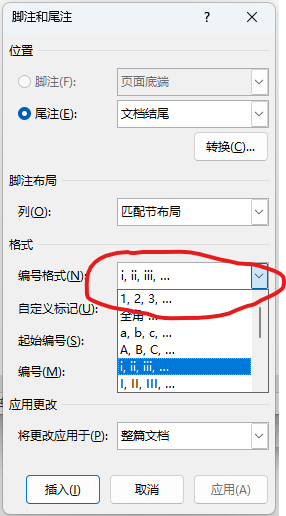 脚注和尾注 ? ×
位置
脚注(F): 页面底端
尾注(E): 文档结尾
转换(C)...
脚注布局
列(O): 匹配节布局
格式
编号格式(N): i, ii, iii, ...
1, 2, 3, ...
自定义标记(U): 全角 ...
a, b, c, ...
起始编号(S): A, B, C, ...
i, ii, iii, ...
编号(M): I, II, III, ...
应用更改
将更改应用于(P): 整篇文档
插入(I) 取消 应用(A)